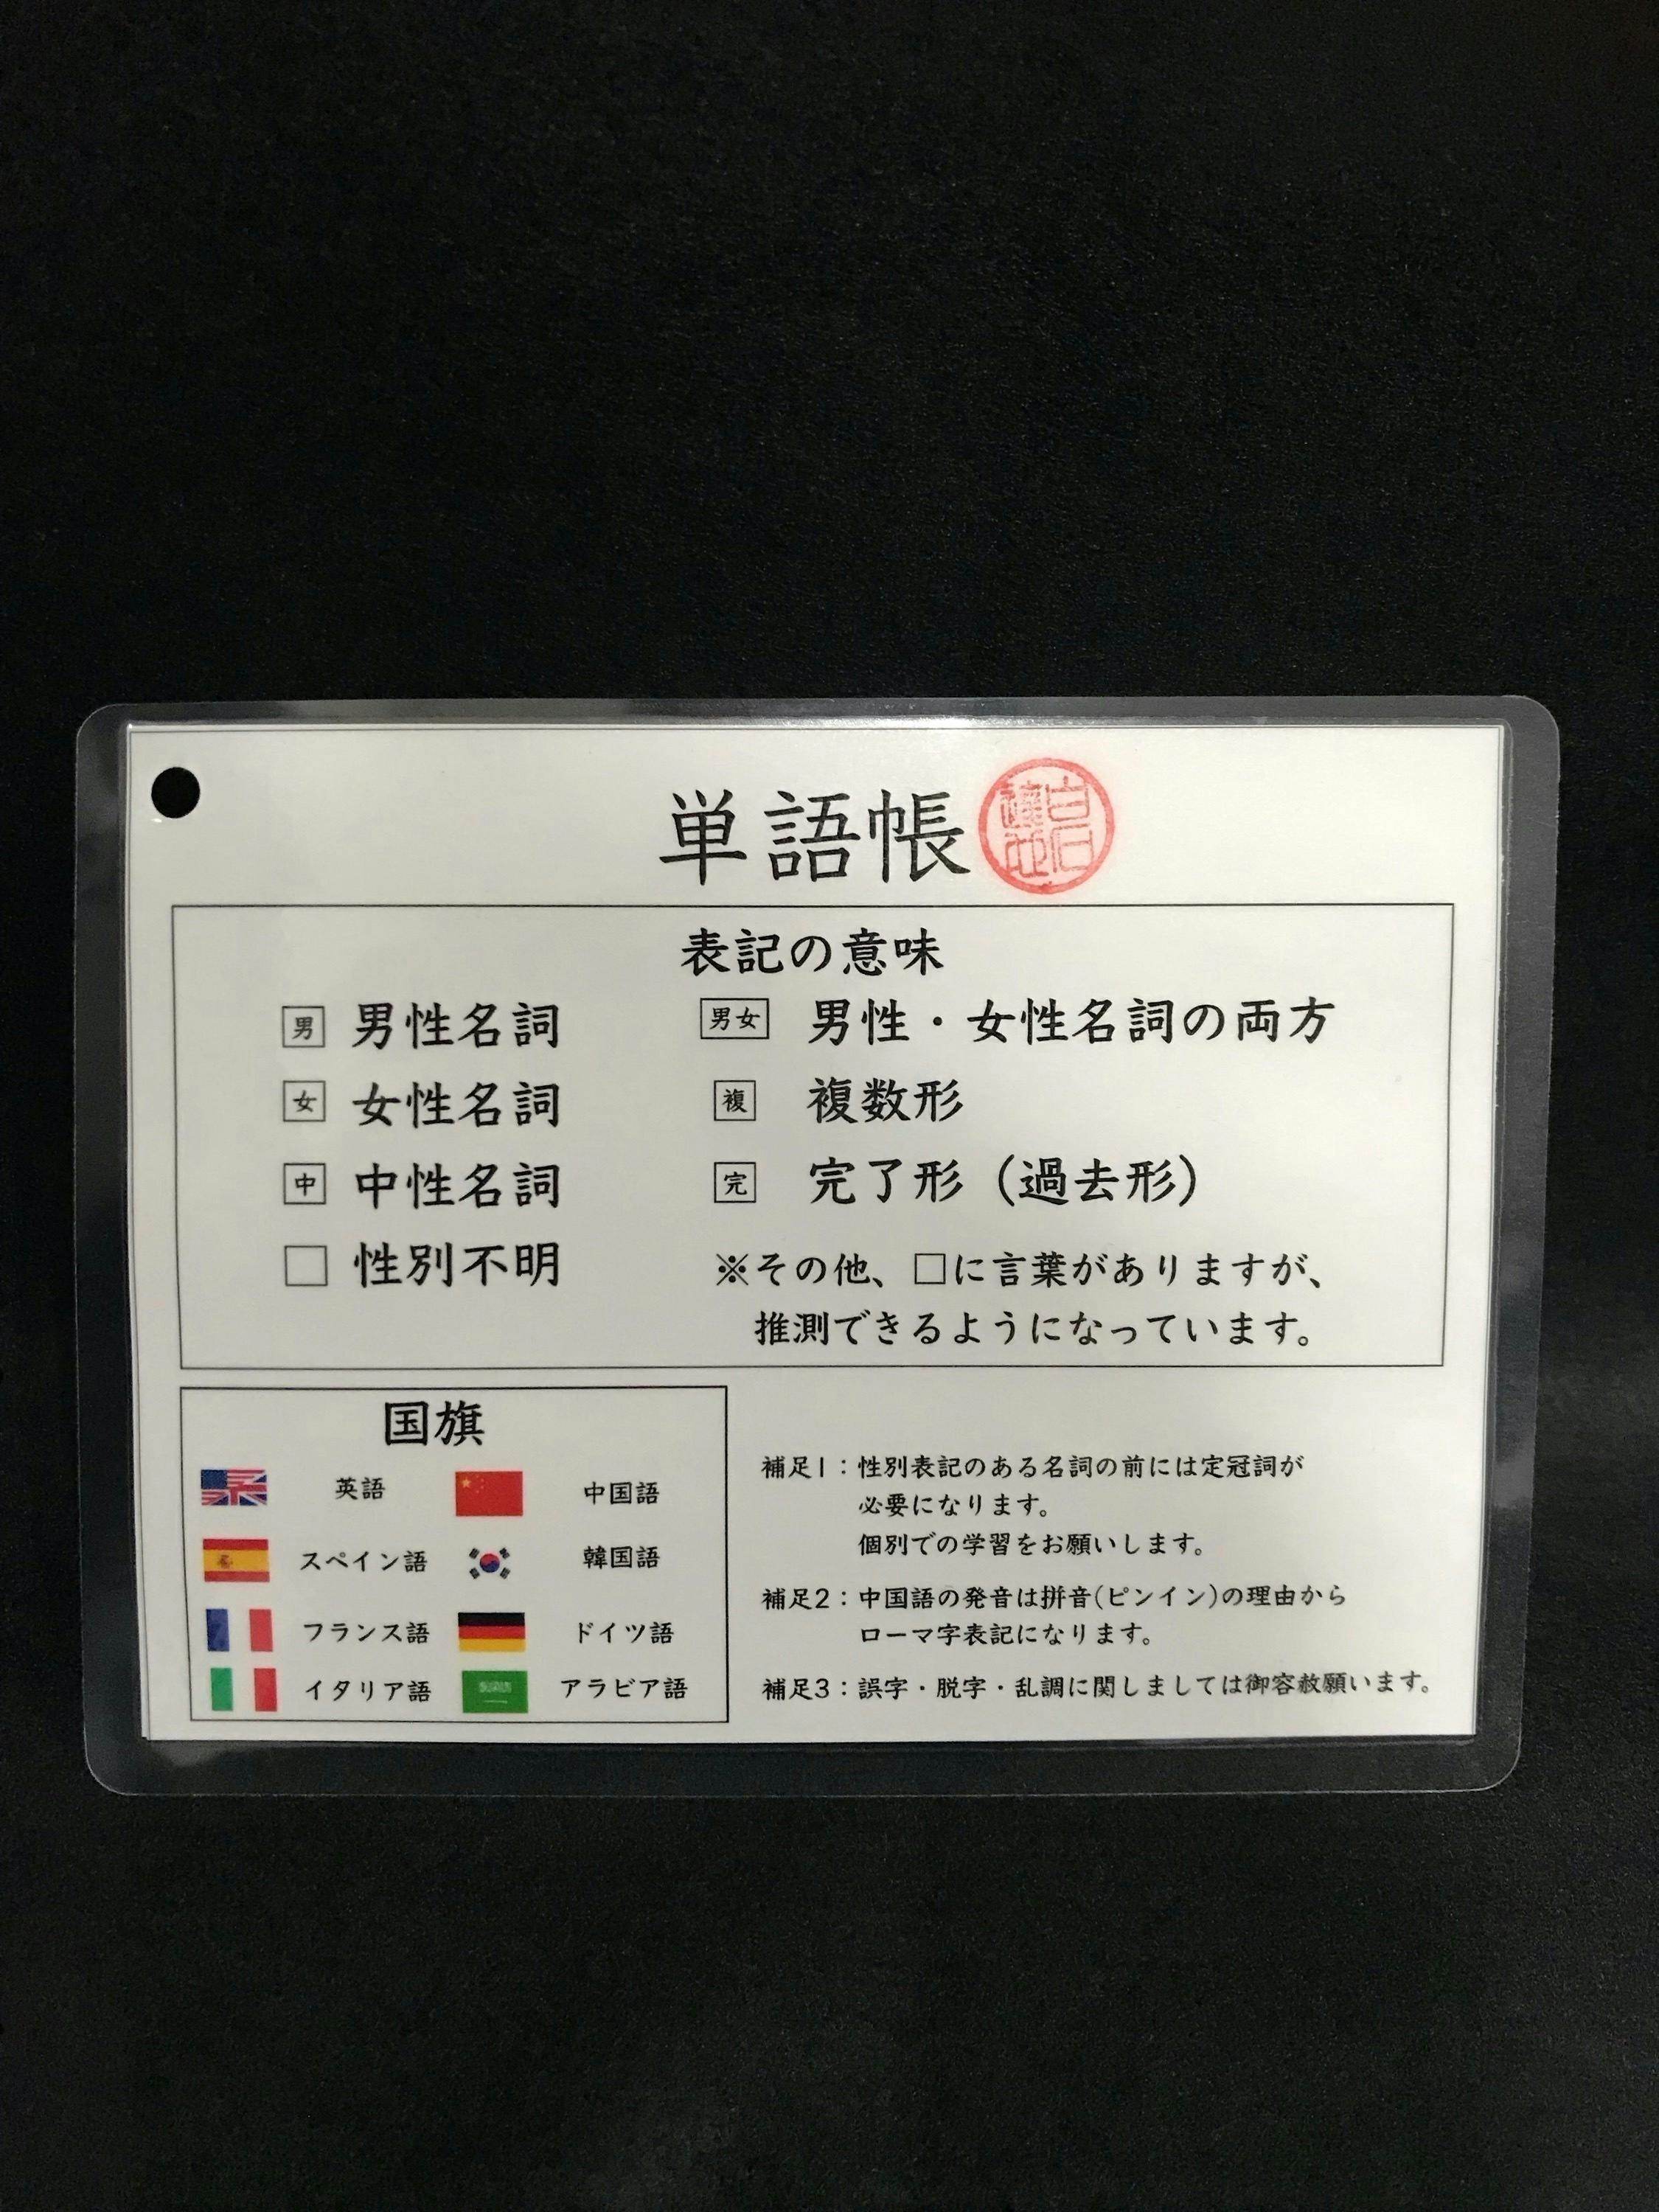 単語帳
表記の意味
男 男性名詞
女 女性名詞
中 中性名詞
□ 性別不明
男女 男性・女性名詞の両方
複 複数形
完 完了形（過去形）
※その他、□に言葉がありますが、
推測できるようになっています。
国旗
英語 中国語
スペイン語 韓国語
フランス語 ドイツ語
イタリア語 アラビア語
補足1：性別表記のある名詞の前には定冠詞が
必要になります。
個別での学習をお願いします。
補足2：中国語の発音は拼音(ピンイン)の理由から
ローマ字表記になります。
補足3：誤字・脱字・乱調に関しましては御容赦願います。